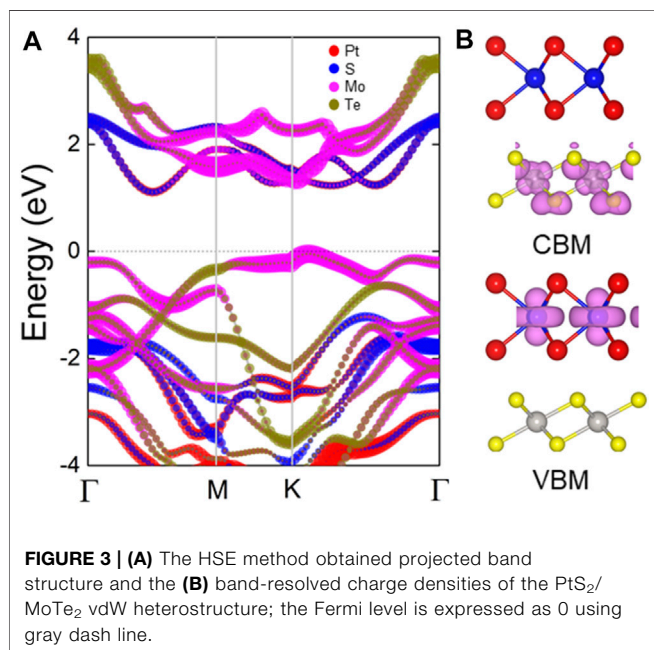 A
B
4
2
0
-2
-4
Energy (eV)
Pt
S
Mo
Te
Γ M K Γ
CBM
VBM
FIGURE 3 | (A) The HSE method obtained projected band
structure and the (B) band-resolved charge densities of the PtS₂/
MoTe₂ vdW heterostructure; the Fermi level is expressed as 0 using
gray dash line.